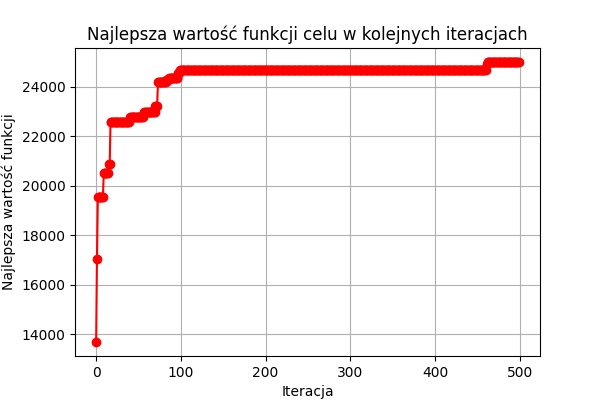 Najlepsza wartość funkcji celu w kolejnych iteracjach
Najlepsza wartość funkcji
24000
22000
20000
18000
16000
14000
0 100 200 300 400 500
Iteracja